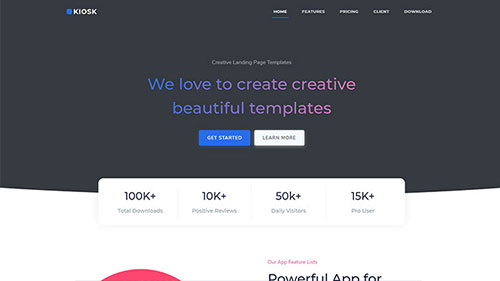 KIOSK
HOME FEATURES PRICING CLIENT DOWNLOAD
Creative Landing Page Templates
We love to create creative
beautiful templates
GET STARTED LEARN MORE
100K+ 10K+ 50k+ 15K+
Total Downloads Positive Reviews Daily Visitors Pro User
Our App Feature Lists
Powerful App for